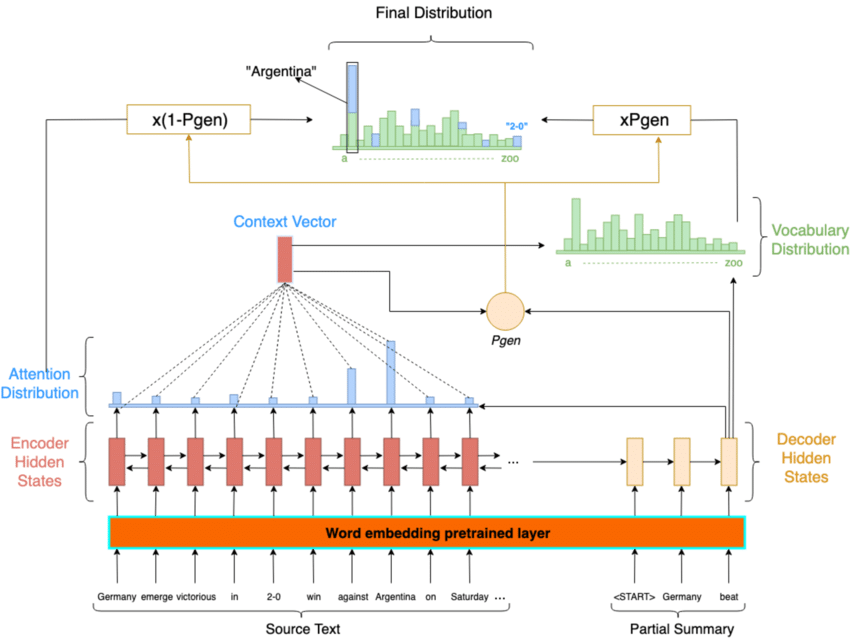 Final Distribution
"Argentina"
x(1-Pgen)
xPgen
"2-0"
a
zoo
Context Vector
Vocabulary
Distribution
a
zoo
Pgen
Attention
Distribution
Encoder
Hidden
States
...
Decoder
Hidden
States
Word embedding pretrained layer
Germany emerge victorious in 2-0 win against Argentina on Saturday ...
<START> Germany beat
Source Text
Partial Summary